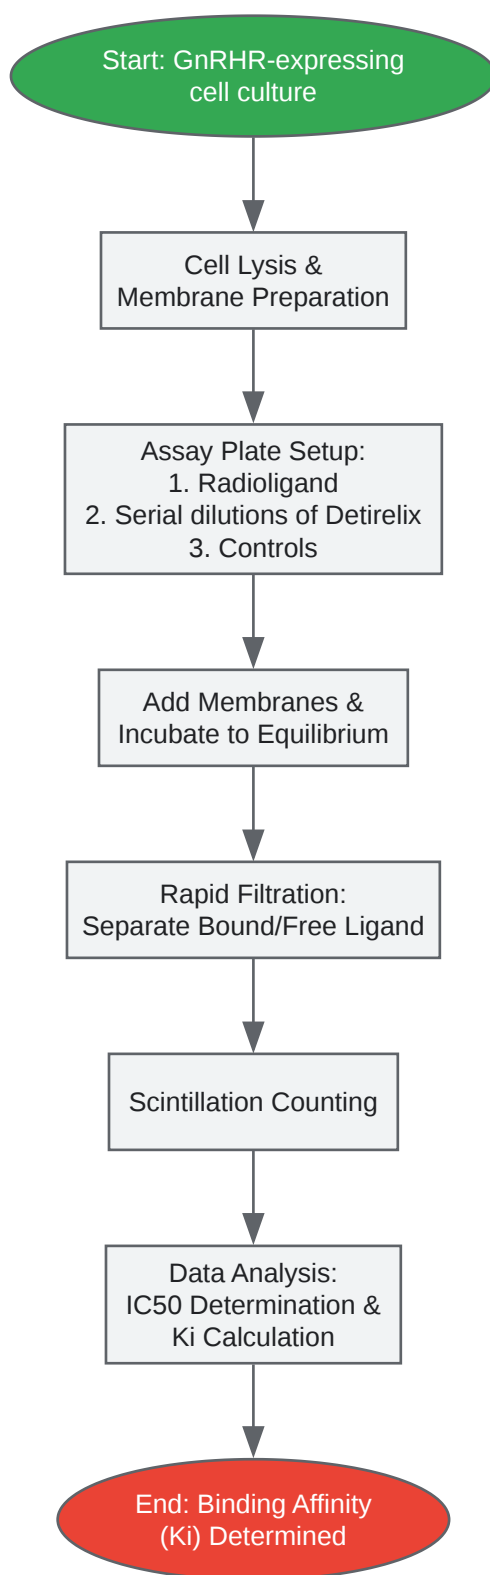 Start: GnRHR-expressing
cell culture
Cell Lysis &
Membrane Preparation
Assay Plate Setup:
1. Radioligand
2. Serial dilutions of Detirelix
3. Controls
Add Membranes &
Incubate to Equilibrium
Rapid Filtration:
Separate Bound/Free Ligand
Scintillation Counting
Data Analysis:
IC50 Determination &
Ki Calculation
End: Binding Affinity
(Ki) Determined